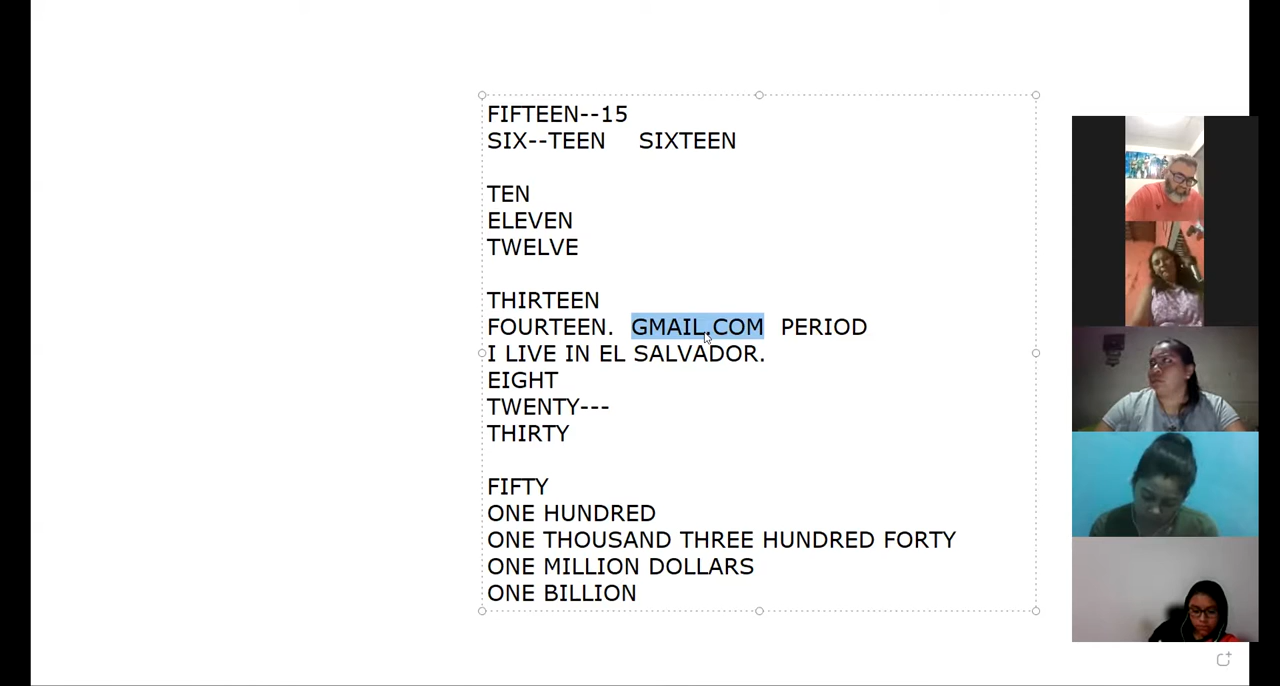 FIFTEEN--15
SIX--TEEN SIXTEEN
TEN
ELEVEN
TWELVE
THIRTEEN
FOURTEEN. GMAIL.COM PERIOD
I LIVE IN EL SALVADOR.
EIGHT
TWENTY---
THIRTY
FIFTY
ONE HUNDRED
ONE THOUSAND THREE HUNDRED FORTY
ONE MILLION DOLLARS
ONE BILLION